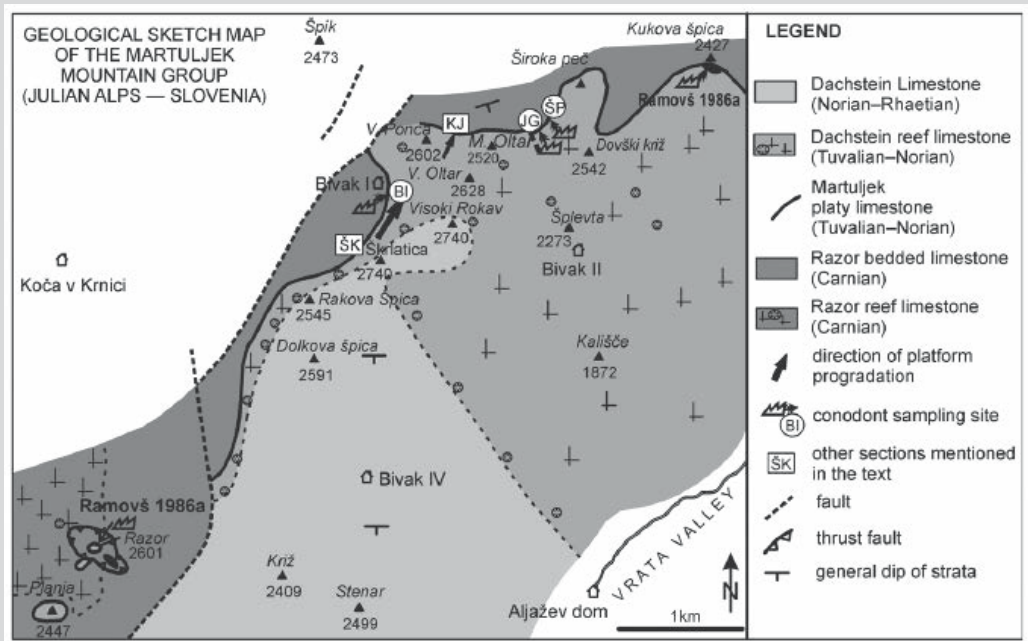 GEOLOGICAL SKETCH MAP
OF THE MARTULJEK
MOUNTAIN GROUP
(JULIAN ALPS — SLOVENIA)
Špik
2473
Kukova špica
2427
Široka peč
Ramovš 1986a
ŠP
JG
KJ
V. Ponca
2602
M. Oltar
2520
Dovški križ
2542
V. Oltar
2628
Bivak I
BI
Visoki Rokav
2740
Šplevta
2273
Bivak II
ŠK
Škrlatica
2740
Koča v Krnici
Rakova Špica
2545
Dolkova špica
2591
Kališče
1872
Bivak IV
Ramovš 1986a
Razor
2601
Planja
2447
Križ
2409
Stenar
2499
Aljažev dom
VRATA VALLEY
N
1km
LEGEND
Dachstein Limestone
(Norian–Rhaetian)
Dachstein reef limestone
(Tuvalian–Norian)
Martuljek
platy limestone
(Tuvalian–Norian)
Razor bedded limestone
(Carnian)
Razor reef limestone
(Carnian)
direction of platform
progradation
BI
conodont sampling site
ŠK
other sections mentioned
in the text
fault
thrust fault
general dip of strata